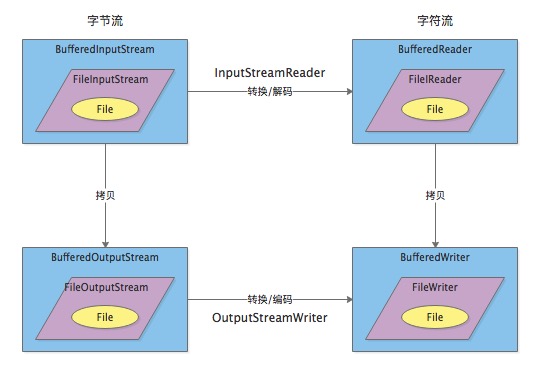 字节流
字符流
BufferedInputStream
FileInputStream
File
InputStreamReader
转换/解码
BufferedReader
FileIReader
File
拷贝
拷贝
BufferedOutputStream
FileOutputStream
File
转换/编码
OutputStreamWriter
BufferedWriter
FileWriter
File